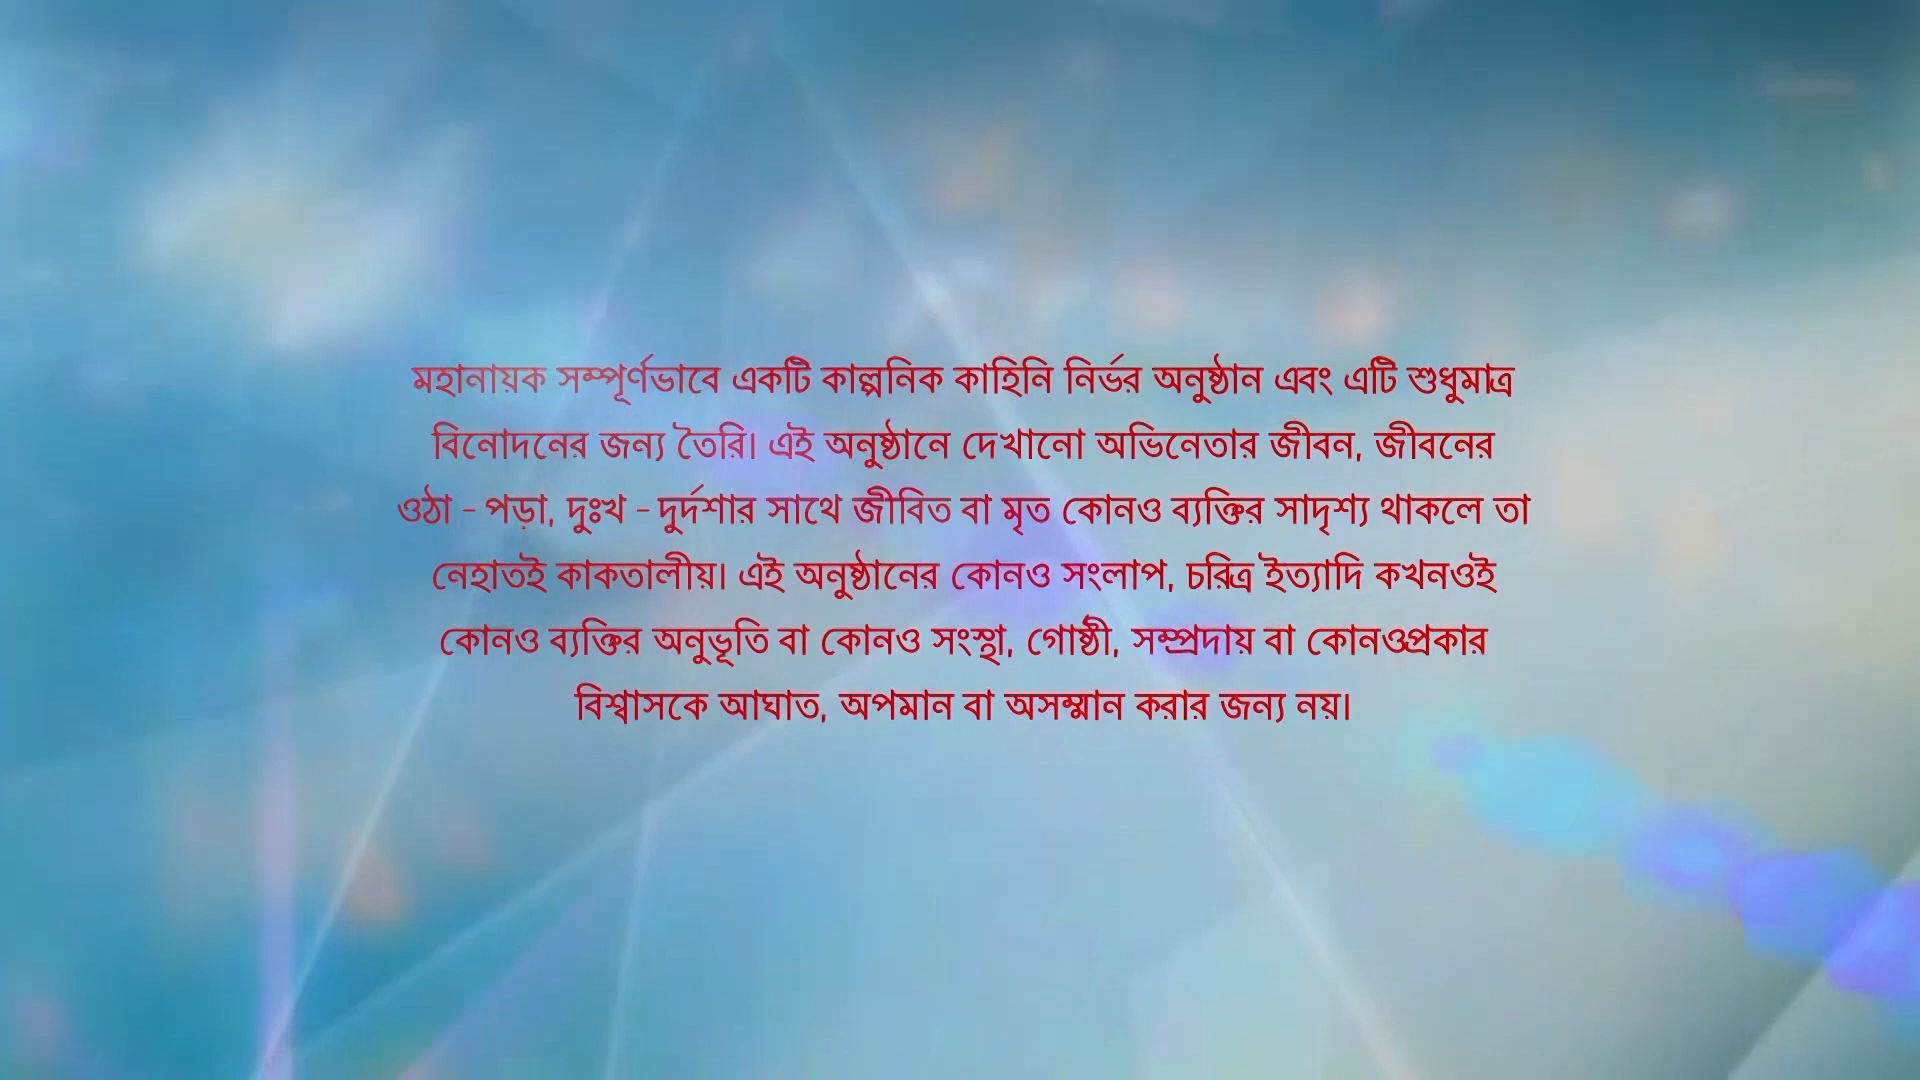 মহানায়ক সম্পূর্ণভাবে একটি কাল্পনিক কাহিনি নির্ভর অনুষ্ঠান এবং এটি শুধুমাত্র
বিনোদনের জন্য তৈরি। এই অনুষ্ঠানে দেখানো অভিনেতার জীবন, জীবনের
ওঠা - পড়া, দুঃখ - দুর্দশার সাথে জীবিত বা মৃত কোনও ব্যক্তির সাদৃশ্য থাকলে তা
নেহাতই কাকতালীয়। এই অনুষ্ঠানের কোনও সংলাপ, চরিত্র ইত্যাদি কখনওই
কোনও ব্যক্তির অনুভূতি বা কোনও সংস্থা, গোষ্ঠী, সম্প্রদায় বা কোনওপ্রকার
বিশ্বাসকে আঘাত, অপমান বা অসম্মান করার জন্য নয়।